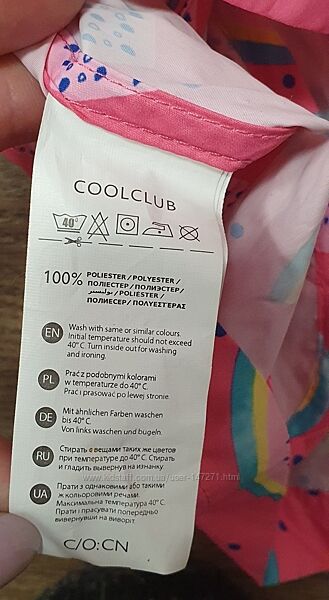 COOLCLUB
40°
100% POLIESTER / POLYESTER /
ПОЛІЕСТЕР / ПОЛИЭСТЕР /
بوليستر / POLIESTER /
ПОЛИЕСЕР / ΠΟΛΥΕΣΤΕΡΑΣ
EN Wash with same or similar colours.
Initial temperature should not exceed
40° C. Turn inside out for washing
and ironing.
PL Prać z podobnymi kolorami
w temperaturze do 40° C.
Prać i prasować po lewej stronie.
DE Mit ähnlichen Farben waschen
bis 40° C.
Von links waschen und bügeln.
RU Стирать с вещами таких же цветов
при температуре до 40° C. Стирать
и гладить вывернув на изнанку.
UA Прати з однаковими або такими
ж кольоровими речами.
Максимальна температура 40° C.
Прати і прасувати попередньо
вивернувши на виворіт.
C/O:CN